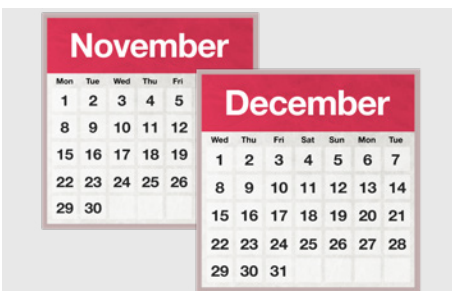 November
Mon Tue Wed Thu Fri
1 2 3 4 5
8 9 10 11 12
15 16 17 18 19
22 23 24 25 26
29 30
December
Wed Thu Fri Sat Sun Mon Tue
1 2 3 4 5 6 7
8 9 10 11 12 13 14
15 16 17 18 19 20 21
22 23 24 25 26 27 28
29 30 31